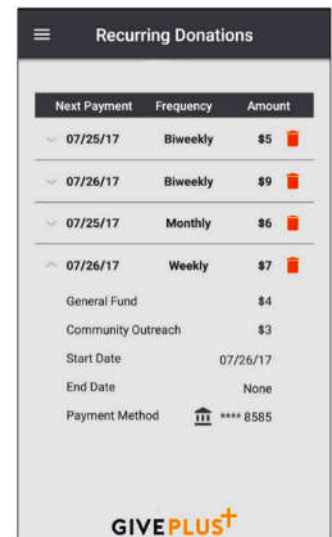 Recurring Donations
Next Payment Frequency Amount
07/25/17 Biweekly $5
07/26/17 Biweekly $9
07/25/17 Monthly $6
07/26/17 Weekly $7
General Fund $4
Community Outreach $3
Start Date 07/26/17
End Date None
Payment Method **** 8585
GIVEPLUS+